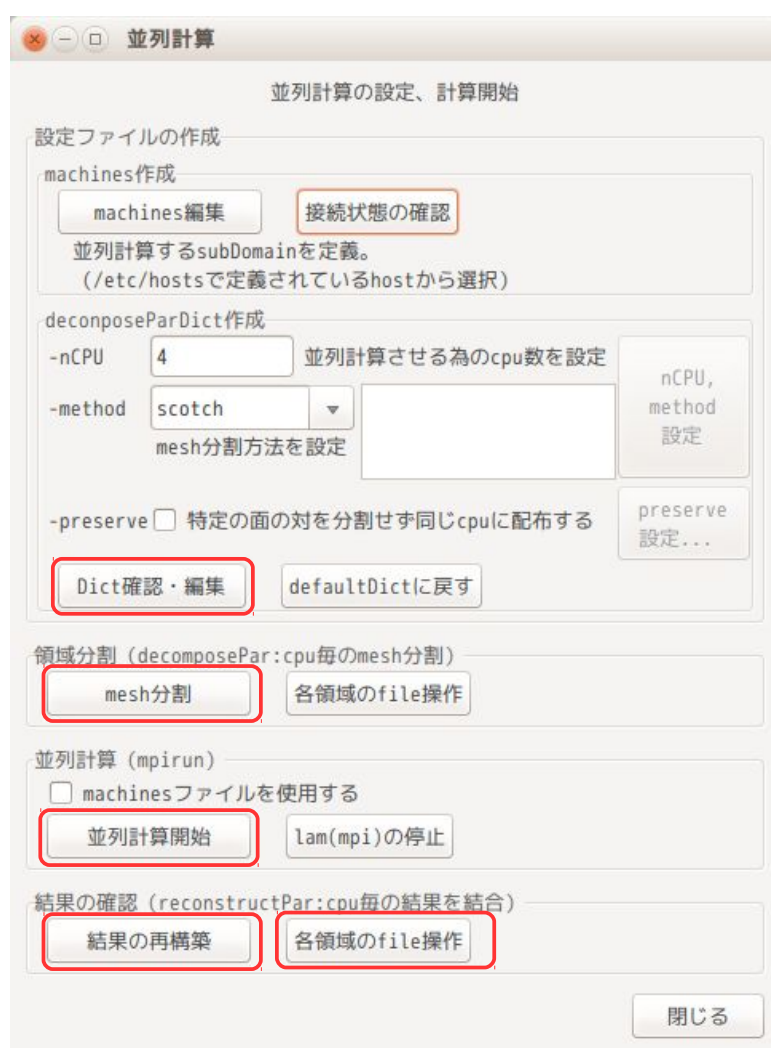 並列計算
並列計算の設定、計算開始
設定ファイルの作成
machines作成
machines編集 接続状態の確認
並列計算するsubDomainを定義。
(/etc/hostsで定義されているhostから選択)
deconposeParDict作成
-nCPU 4 並列計算させる為のcpu数を設定
nCPU,
method
設定
-method scotch
mesh分割方法を設定
-preserve 特定の面の対を分割せず同じcpuに配布する
preserve
設定...
Dict確認・編集 defaultDictに戻す
領域分割(decomposePar:cpu毎のmesh分割)
mesh分割 各領域のfile操作
並列計算(mpirun)
machinesファイルを使用する
並列計算開始 lam(mpi)の停止
結果の確認(reconstructPar:cpu毎の結果を結合)
結果の再構築 各領域のfile操作
閉じる